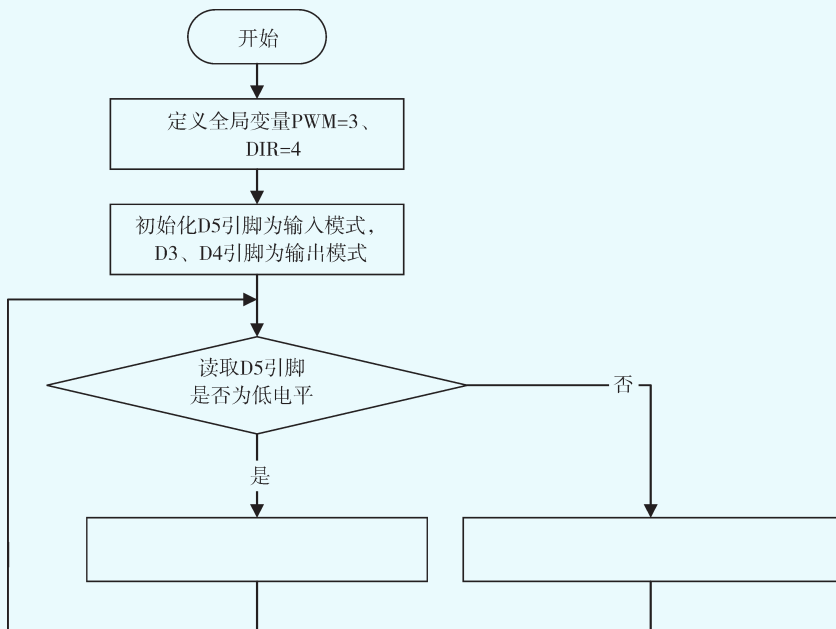 开始
定义全局变量PWM=3、
DIR=4
初始化D5引脚为输入模式，
D3、D4引脚为输出模式
读取D5引脚
是否为低电平
否
是